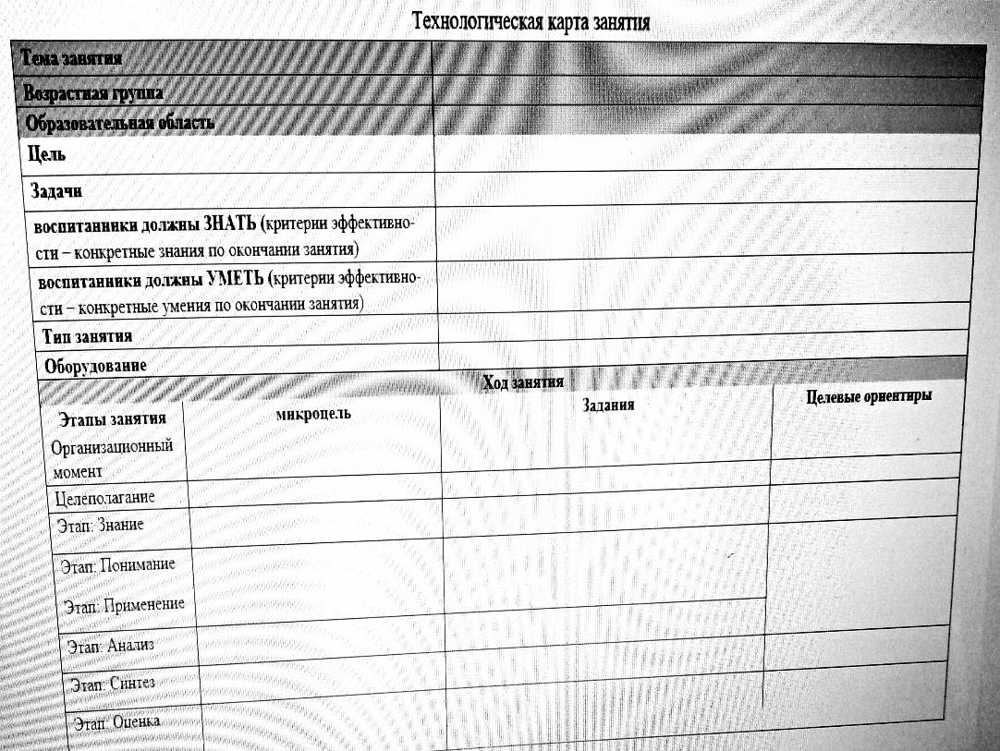 Технологическая карта занятия
Тема занятия
Возрастная группа
Образовательная область
Цель
Задачи
воспитанники должны ЗНАТЬ (критерии эффективно-
сти – конкретные знания по окончании занятия)
воспитанники должны УМЕТЬ (критерии эффективно-
сти – конкретные умения по окончании занятия)
Тип занятия
Оборудование
Ход занятия
Этапы занятия
микроцель
Задания
Целевые ориентиры
Организационный
момент
Целеполагание
Этап: Знание
Этап: Понимание
Этап: Применение
Этап: Анализ
Этап: Синтез
Этап: Оценка